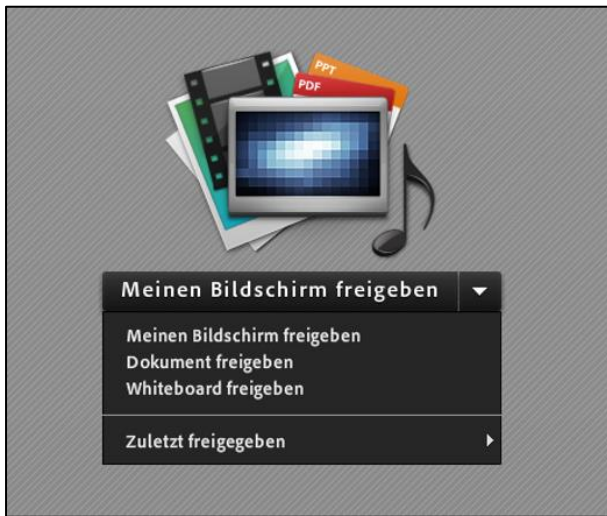 PPT
PDF
Meinen Bildschirm freigeben
Meinen Bildschirm freigeben
Dokument freigeben
Whiteboard freigeben
Zuletzt freigegeben